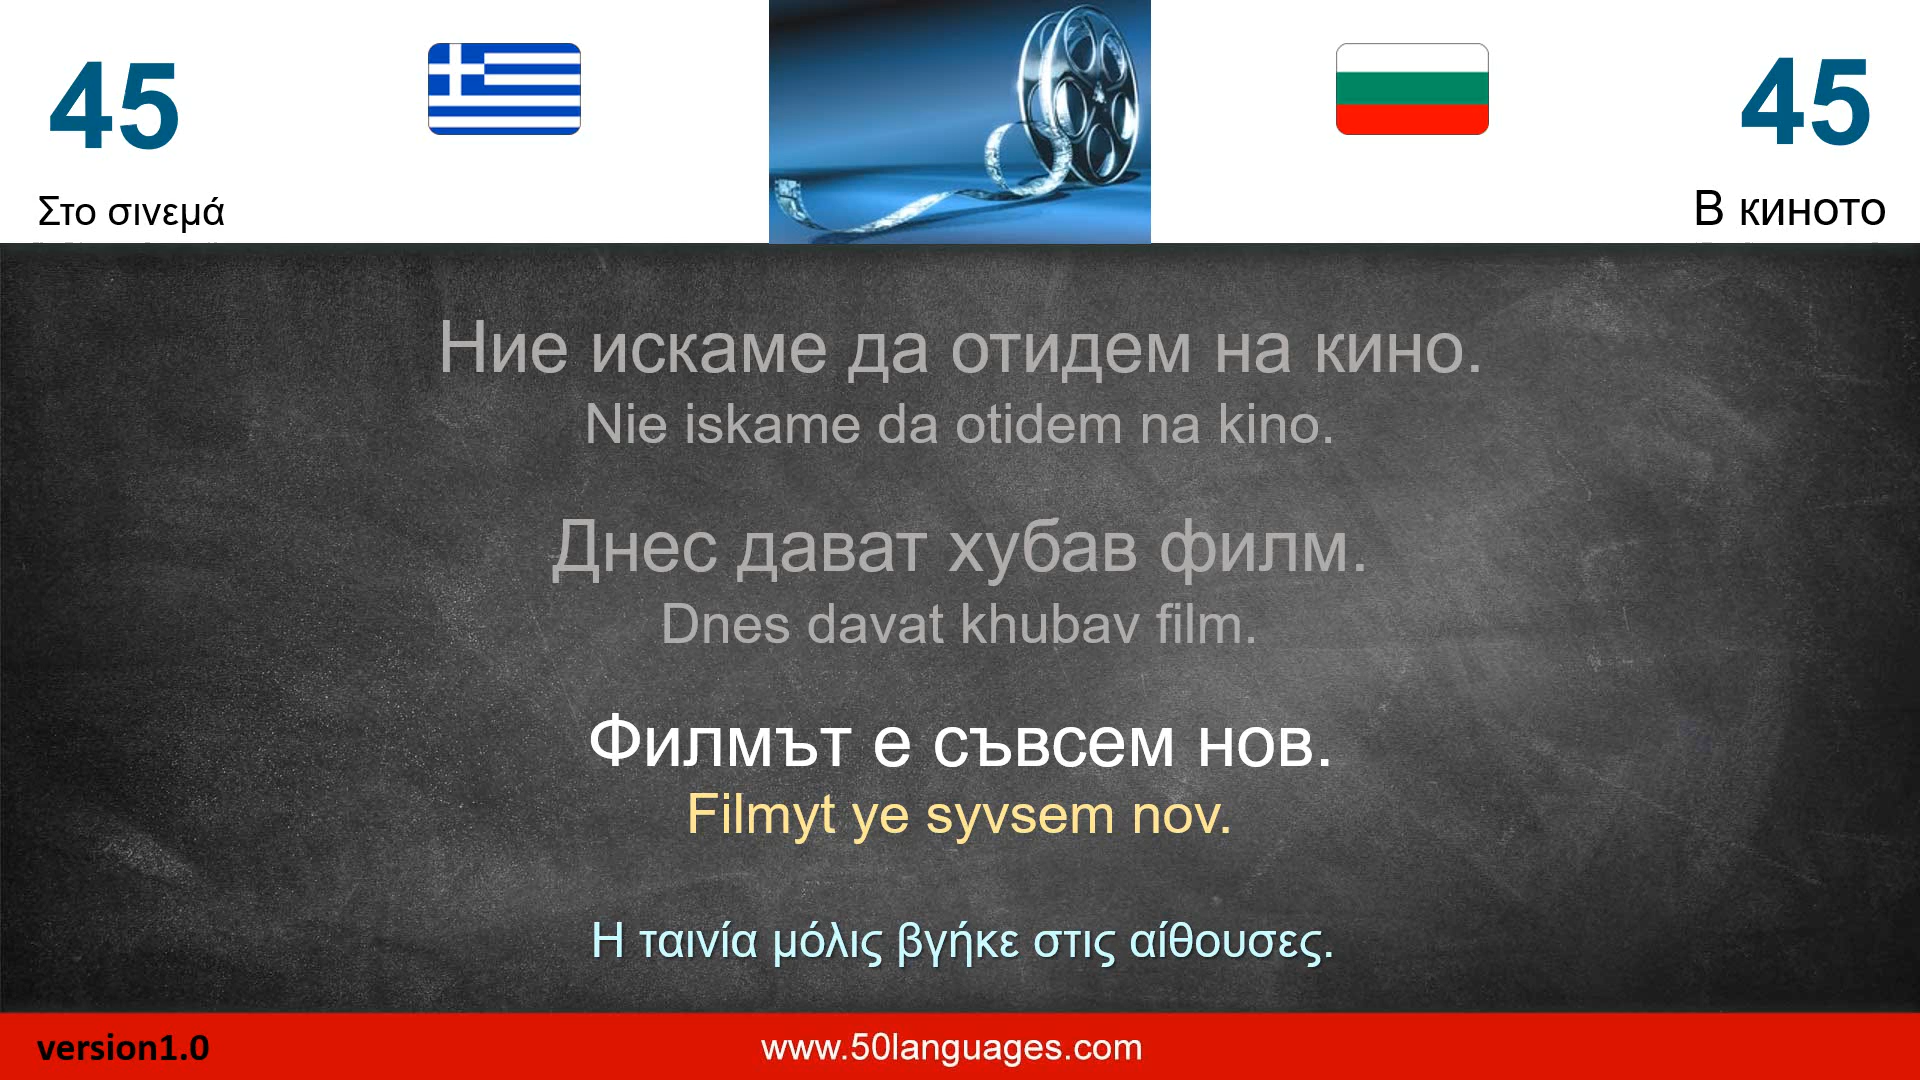 45
45
Στο σινεμά
В киното
Ние искаме да отидем на кино.
Nie iskame da otidem na kino.
Днес дават хубав филм.
Dnes davat khubav film.
Филмът е съвсем нов.
Filmyt ye syvsem nov.
Η ταινία μόλις βγήκε στις αίθουσες.
version1.0
www.50languages.com